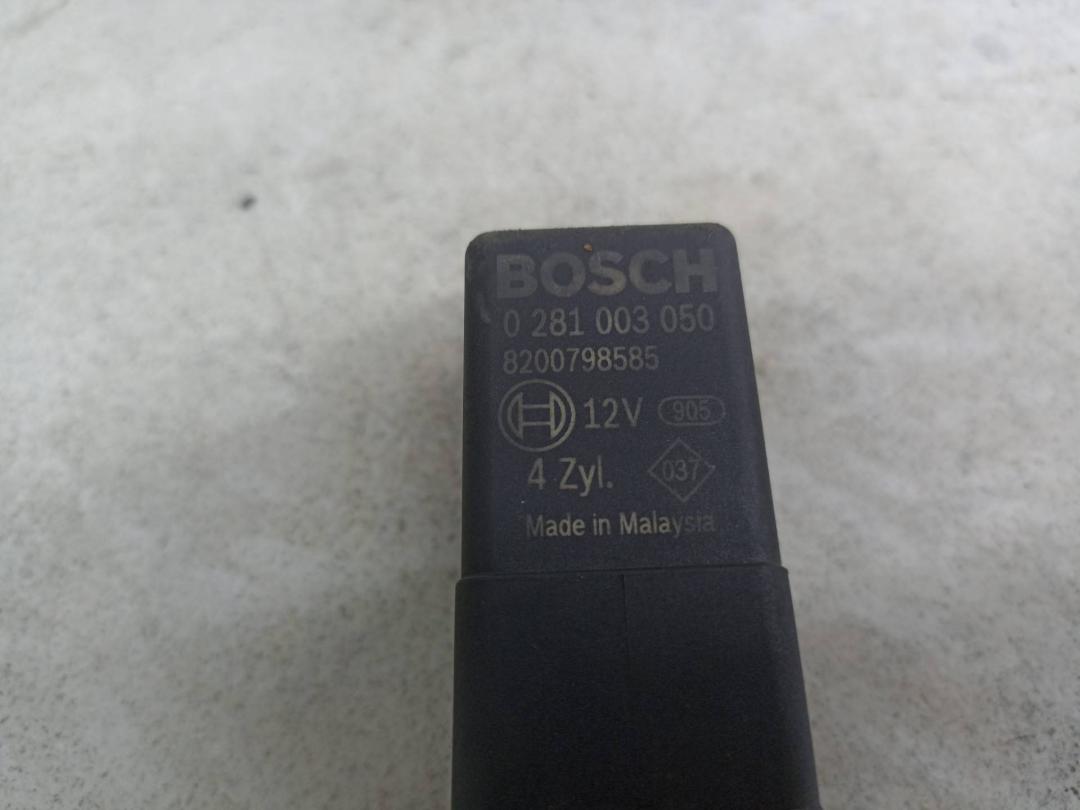 BOSCH
0 281 003 050
8200798585
12V 905
4 Zyl. 037
Made in Malaysia